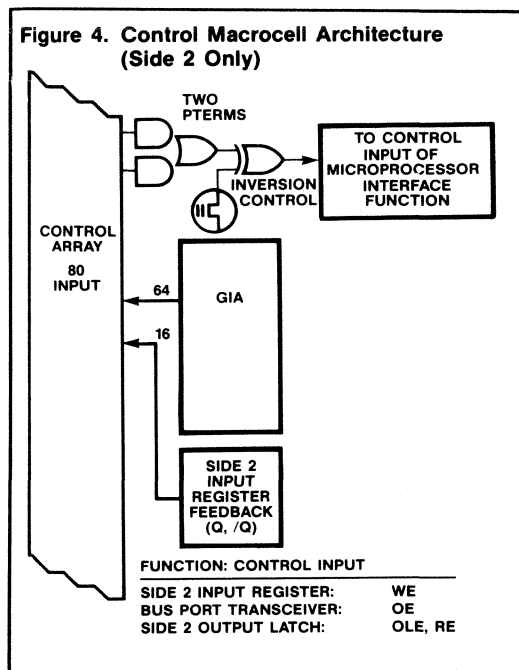 Figure 4. Control Macrocell Architecture
(Side 2 Only)
TWO
PTERMS
TO CONTROL
INPUT OF
MICROPROCESSOR
INTERFACE
FUNCTION
INVERSION
CONTROL
CONTROL
ARRAY
80
INPUT
64
GIA
16
SIDE 2
INPUT
REGISTER
FEEDBACK
(Q, /Q)
FUNCTION: CONTROL INPUT
SIDE 2 INPUT REGISTER: WE
BUS PORT TRANSCEIVER: OE
SIDE 2 OUTPUT LATCH: OLE, RE